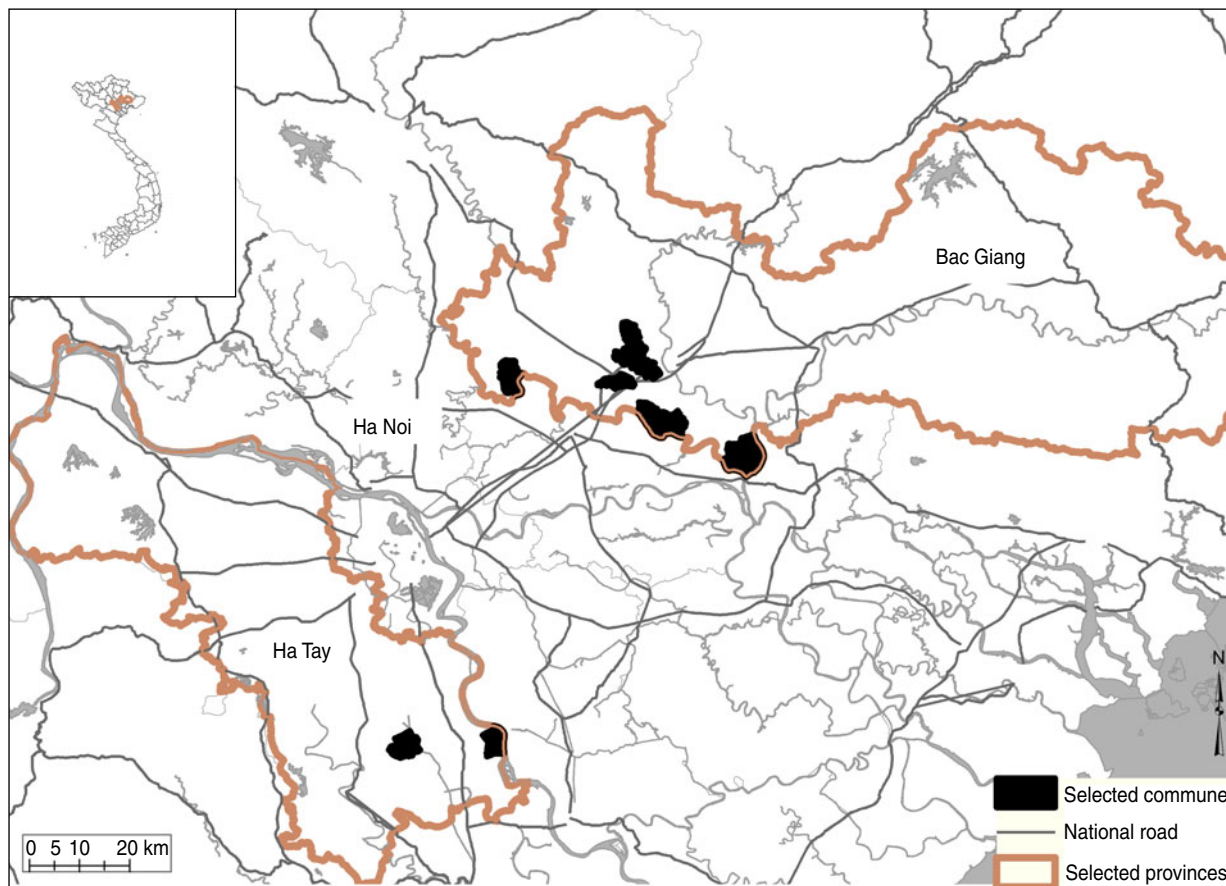 Bac Giang
Ha Noi
Ha Tay
N
0 5 10 20 km
Selected commune
National road
Selected provinces